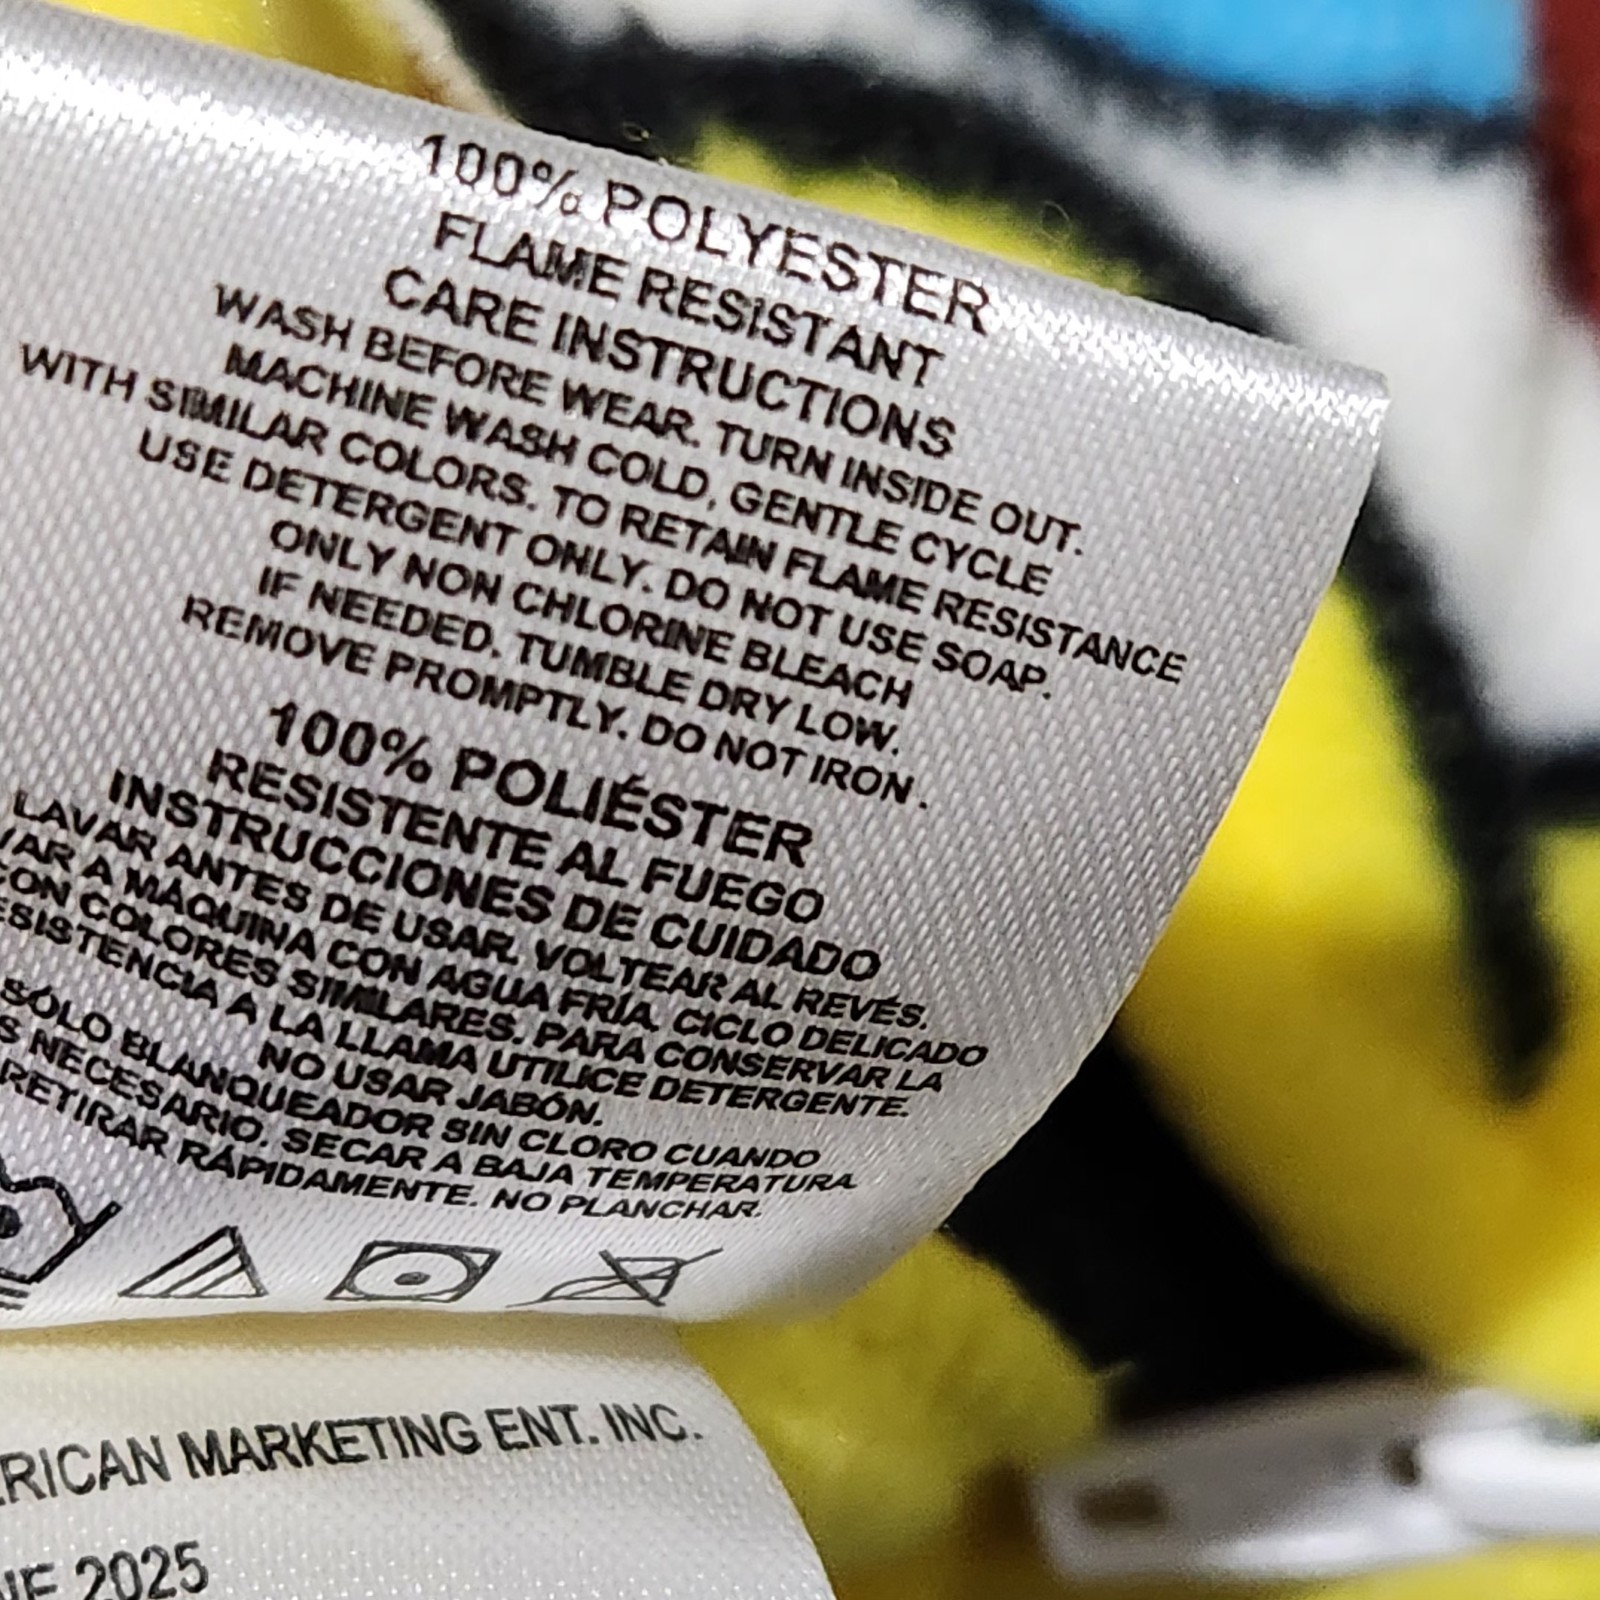 100% POLYESTER
FLAME RESISTANT
CARE INSTRUCTIONS
WASH BEFORE WEAR. TURN INSIDE OUT.
MACHINE WASH COLD, GENTLE CYCLE
WITH SIMILAR COLORS. TO RETAIN FLAME RESISTANCE
USE DETERGENT ONLY. DO NOT USE SOAP.
ONLY NON CHLORINE BLEACH
IF NEEDED. TUMBLE DRY LOW.
REMOVE PROMPTLY. DO NOT IRON.
100% POLIÉSTER
RESISTENTE AL FUEGO
INSTRUCCIONES DE CUIDADO
LAVAR ANTES DE USAR. VOLTEAR AL REVÉS.
A MÁQUINA CON AGUA FRÍA. CICLO DELICADO
CON COLORES SIMILARES. PARA CONSERVAR LA
A LA LLAMA UTILICE DETERGENTE.
NO USAR JABÓN.
SÓLO BLANQUEADOR SIN CLORO CUANDO
NECESARIO. SECAR A BAJA TEMPERATURA
RETIRAR RÁPIDAMENTE. NO PLANCHAR.
MARKETING ENT. INC.
2025